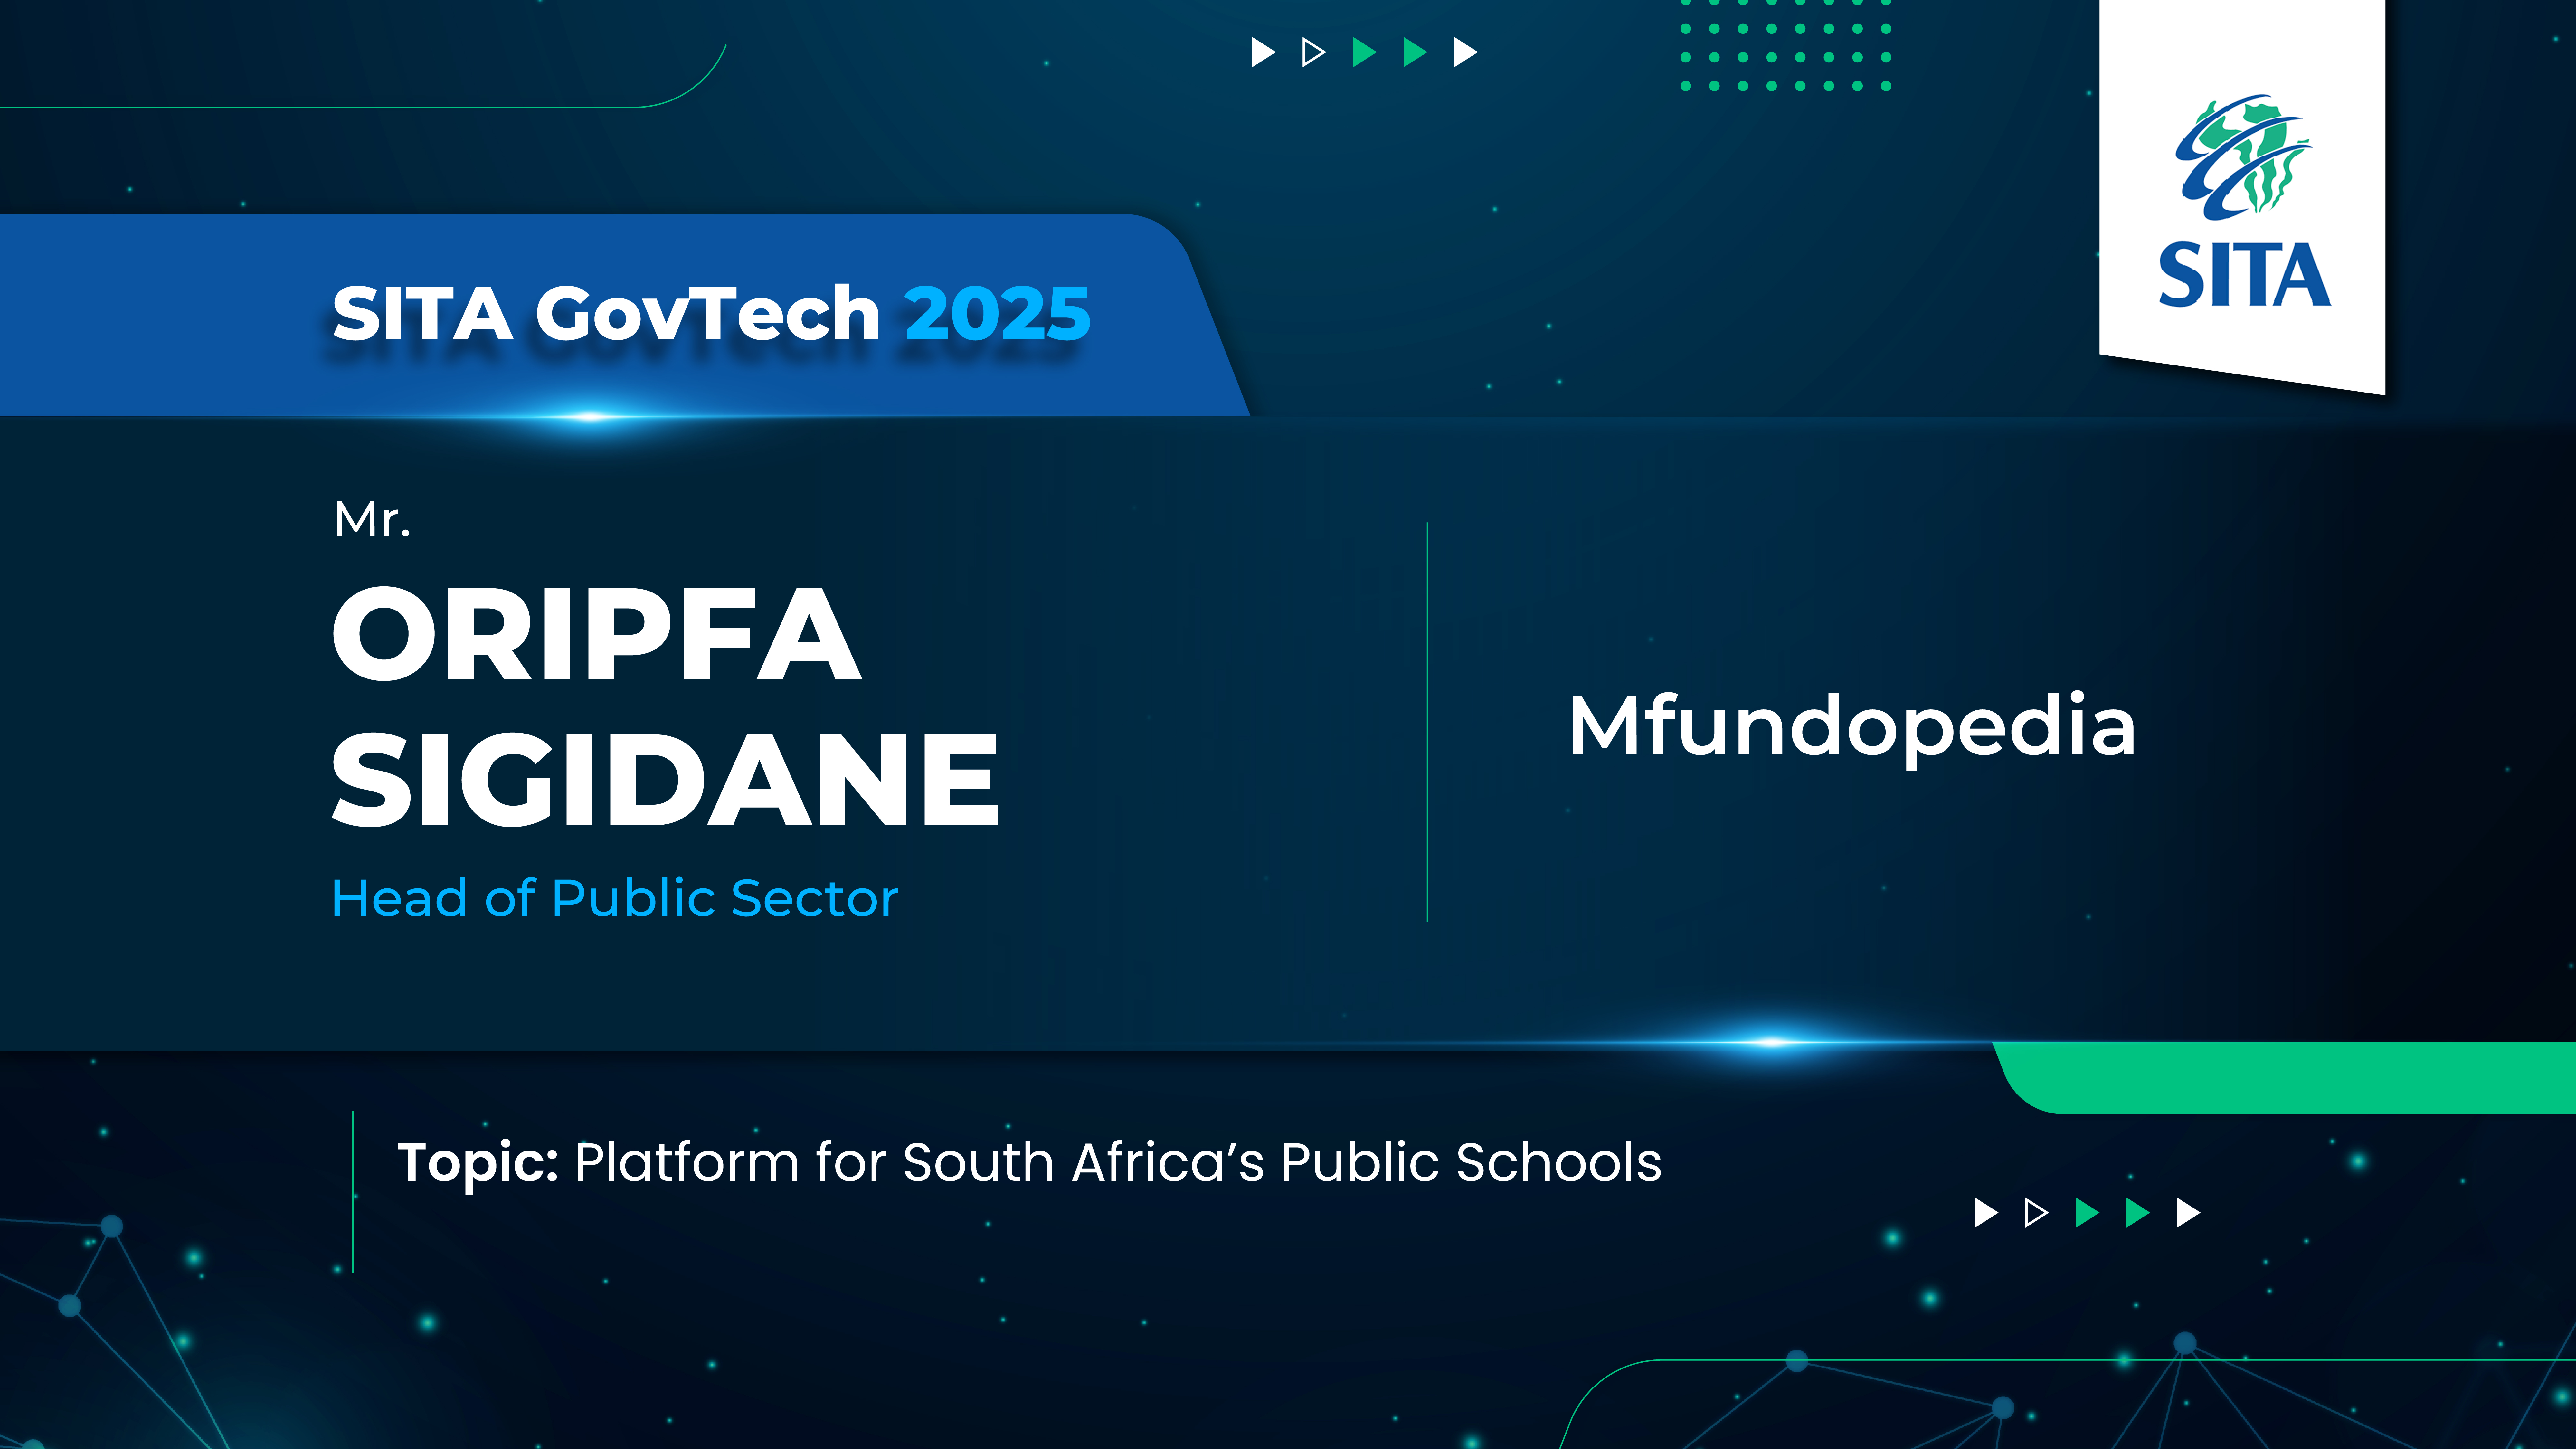 SITA
SITA GovTech 2025
Mr.
ORIPFA
SIGIDANE
Head of Public Sector
Mfundopedia
Topic: Platform for South Africa’s Public Schools